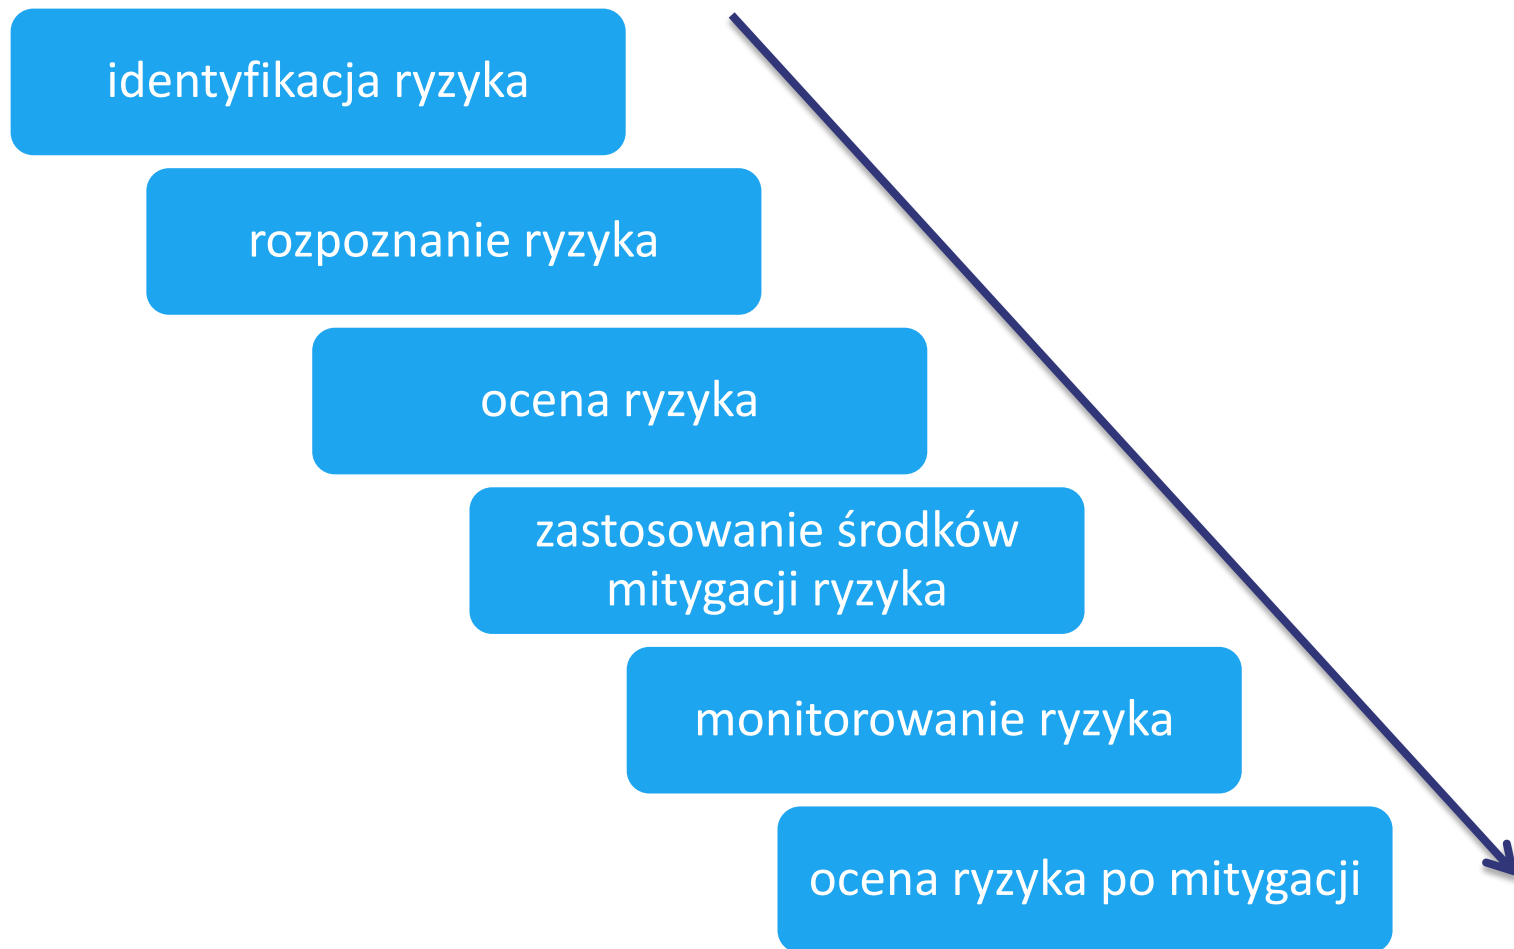 identyfikacja ryzyka
rozpoznanie ryzyka
ocena ryzyka
zastosowanie środków
mitygacji ryzyka
monitorowanie ryzyka
ocena ryzyka po mitygacji